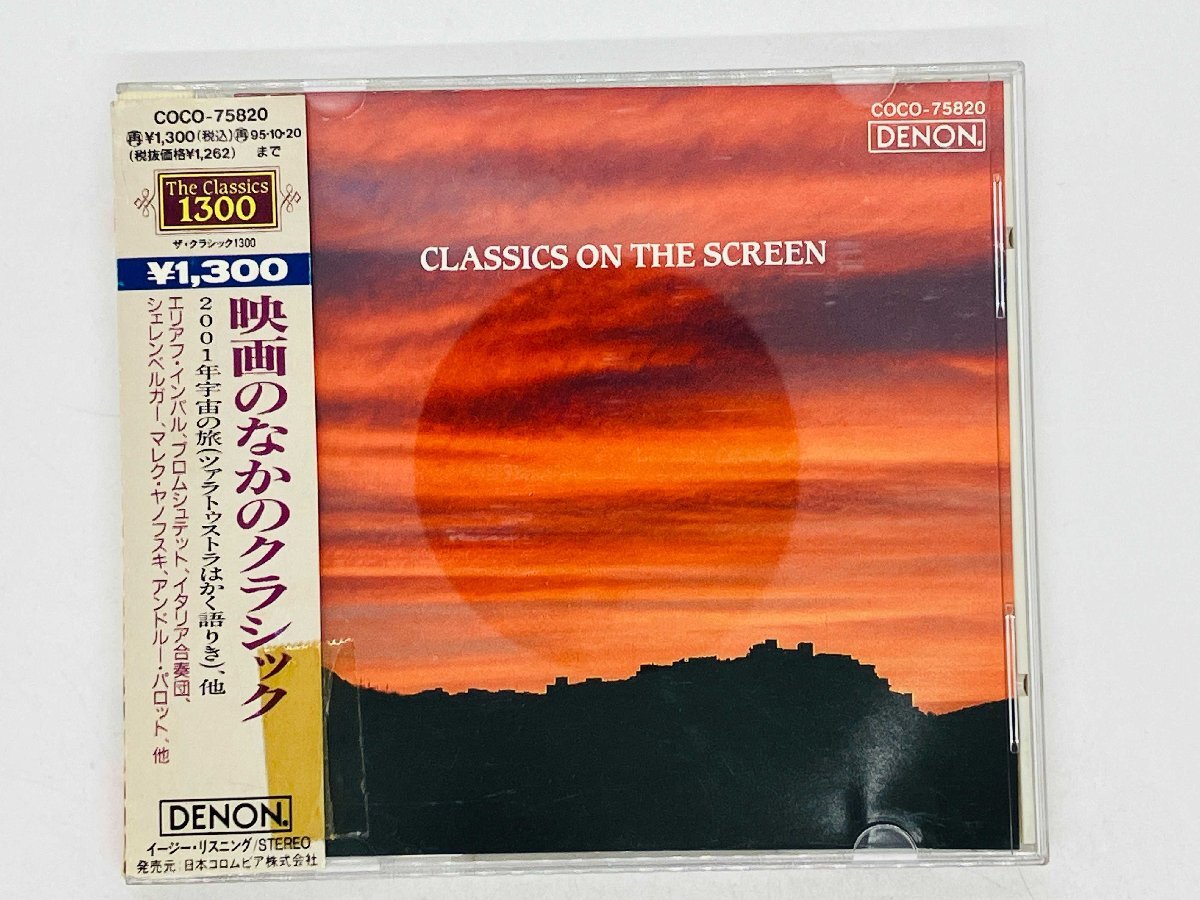 COCO-75820
再¥1,300(税込)再95・10・20
(税抜価格¥1,262) まで
The Classics
1300
ザ・クラシック1300
¥1,300
映画のなかのクラシック
2001年宇宙の旅(ツァラトゥストラはかく語りき)、他
エリアフ・インバル、ブロムシュテット、イタリア合奏団、
シェレンベルガー、マレク・ヤノフスキ、アンドルー・パロット、他
DENON.
イージー・リスニング/STEREO
発売元 日本コロムビア株式会社
COCO-75820
DENON.
CLASSICS ON THE SCREEN